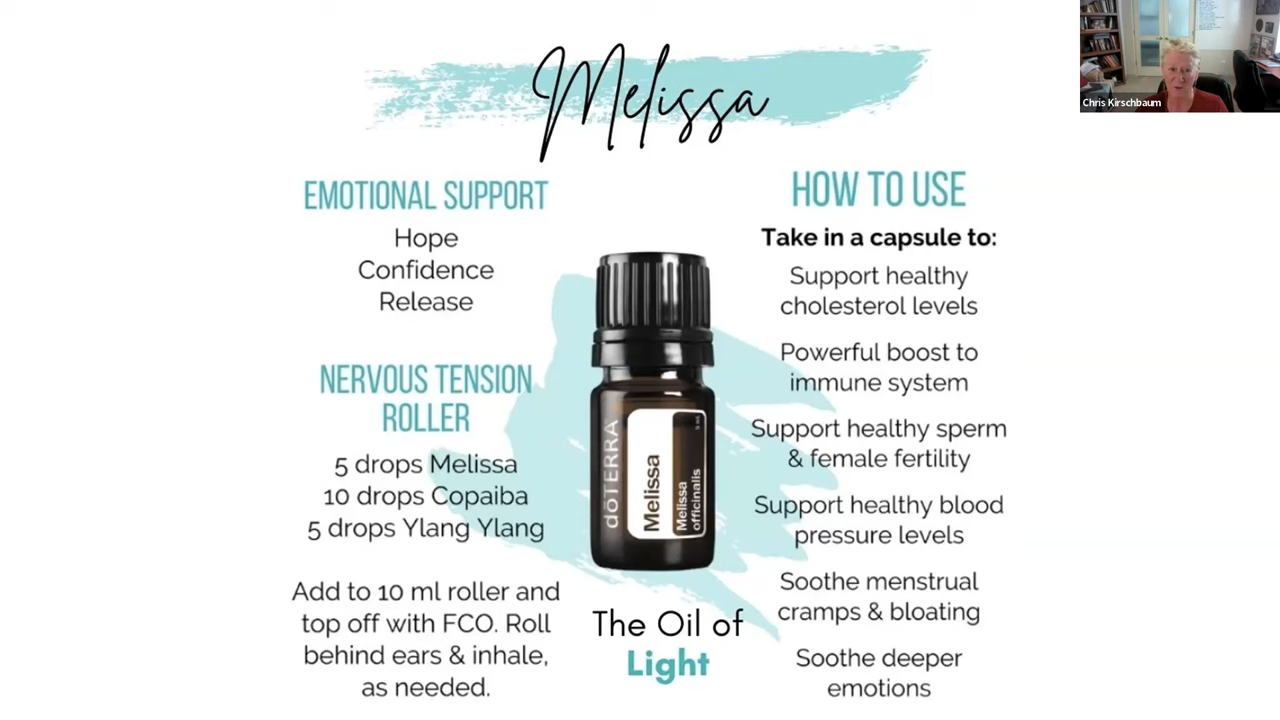 Melissa
EMOTIONAL SUPPORT
Hope
Confidence
Release
NERVOUS TENSION
ROLLER
5 drops Melissa
10 drops Copaiba
5 drops Ylang Ylang
Add to 10 ml roller and
top off with FCO. Roll
behind ears & inhale,
as needed.
dōTERRA
Melissa
Melissa
officinalis
The Oil of
Light
HOW TO USE
Take in a capsule to:
Support healthy
cholesterol levels
Powerful boost to
immune system
Support healthy sperm
& female fertility
Support healthy blood
pressure levels
Soothe menstrual
cramps & bloating
Soothe deeper
emotions
Chris Kirschbaum